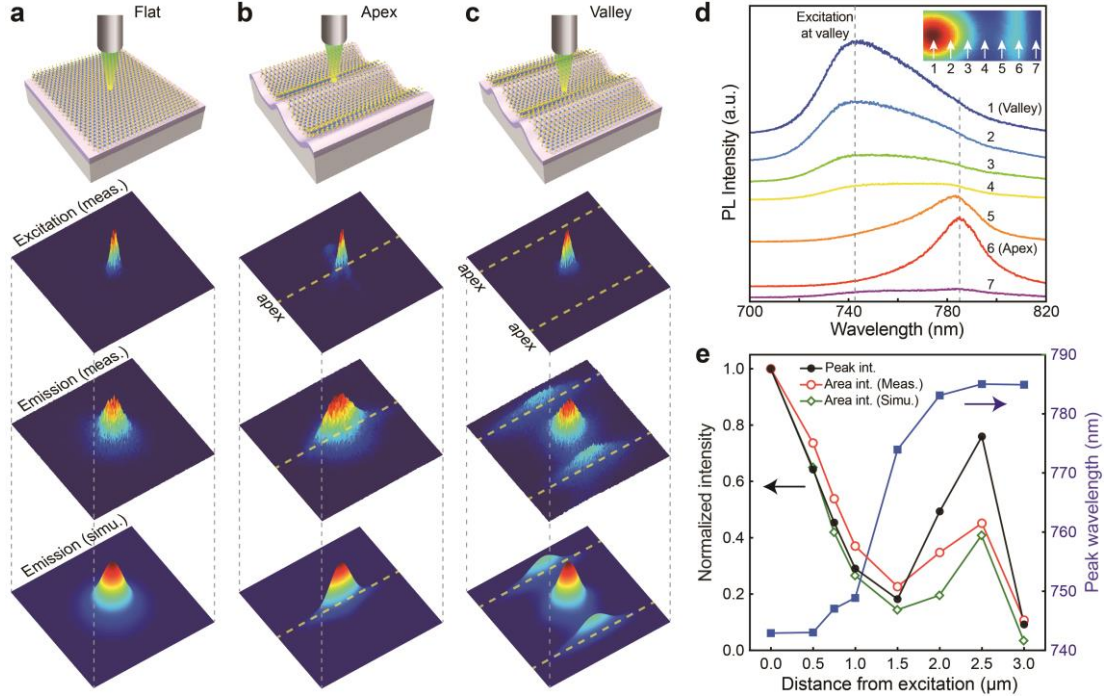 a Flat
b Apex
c Valley
Excitation (meas.)
apex
apex
apex
Emission (meas.)
Emission (simu.)
d
Excitation
at valley
1 2 3 4 5 6 7
1 (Valley)
2
3
4
5
6 (Apex)
7
PL Intensity (a.u.)
700 740 780 820
Wavelength (nm)
e
Peak int.
Area int. (Meas.)
Area int. (Simu.)
1.0
0.8
0.6
0.4
0.2
0.0
Normalized intensity
790
780
770
760
750
740
Peak wavelength (nm)
0.0 0.5 1.0 1.5 2.0 2.5 3.0
Distance from excitation (μm)